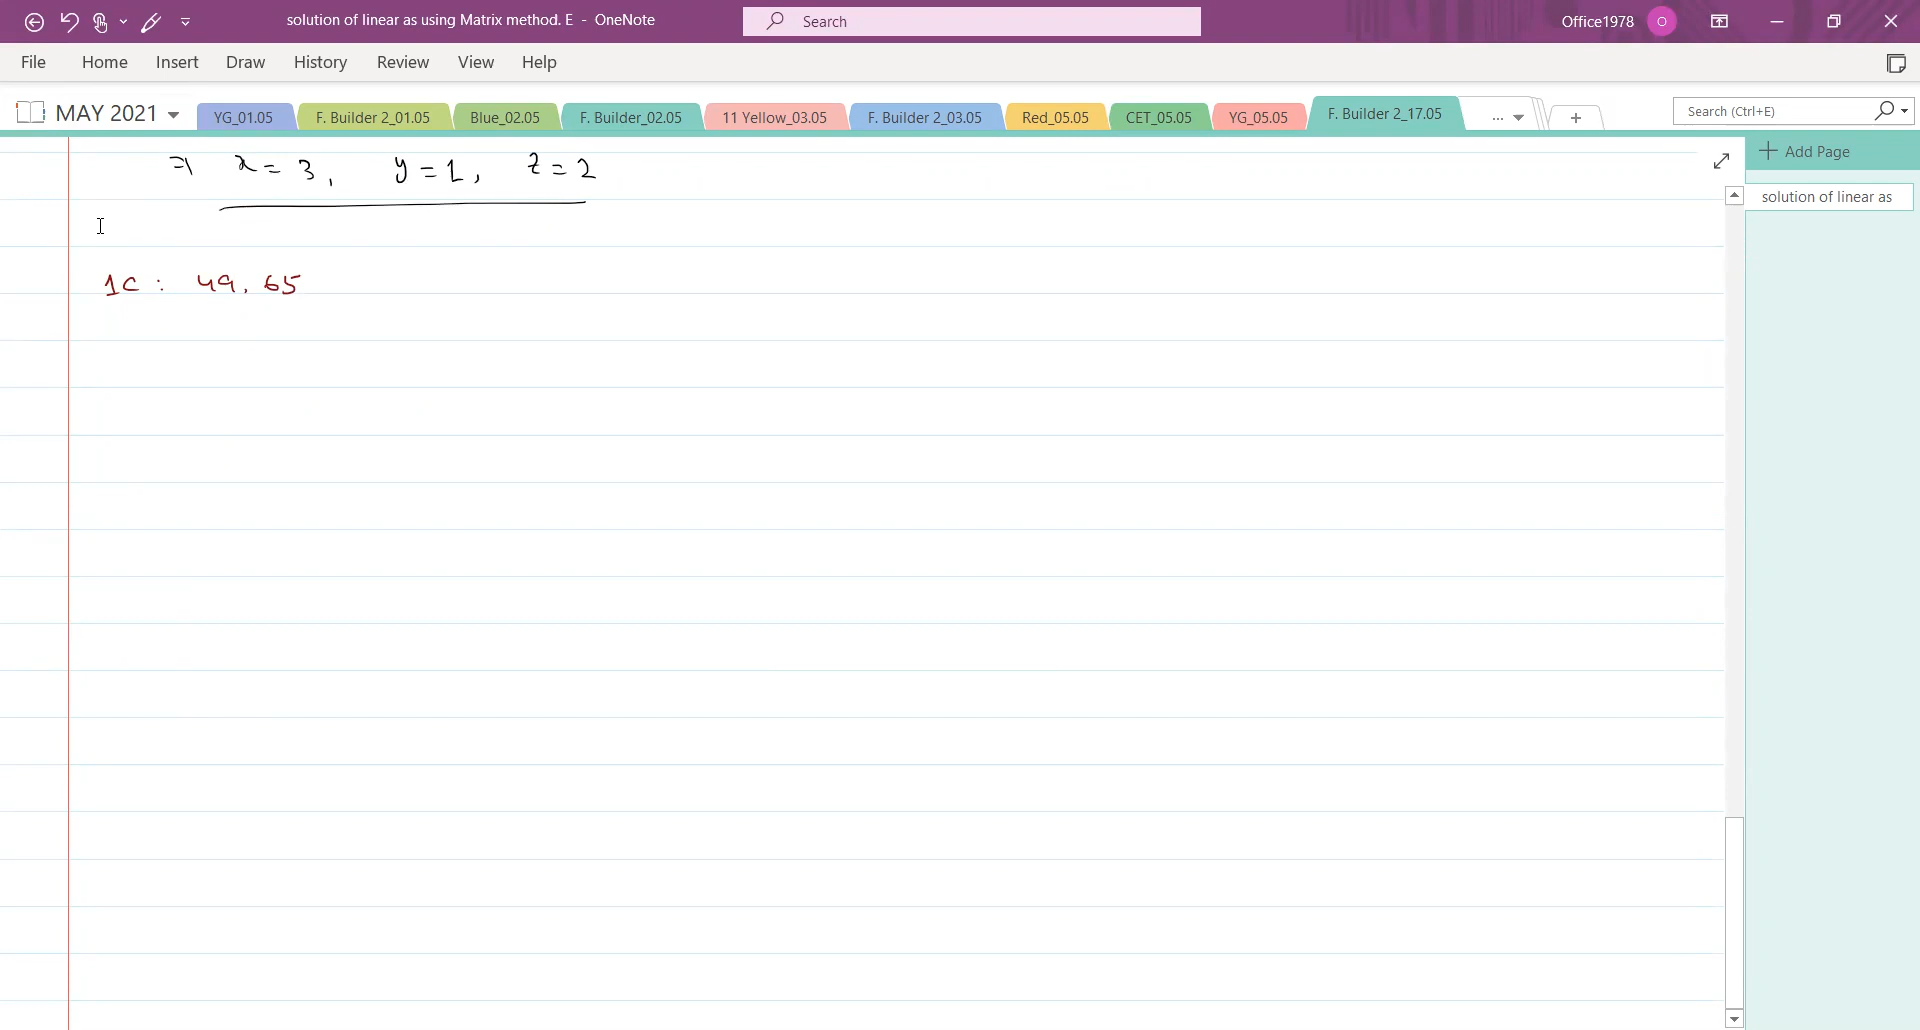 solution of linear as using Matrix method. E - OneNote
Search
Office1978
O
File Home Insert Draw History Review View Help
MAY 2021
YG_01.05
F. Builder 2_01.05
Blue_02.05
F. Builder_02.05
11 Yellow_03.05
F. Builder 2_03.05
Red_05.05
CET_05.05
YG_05.05
F. Builder 2_17.05
...
Search (Ctrl+E)
Add Page
solution of linear as
⇒ x = 3, y = 1, z = 2
1C : 49, 65